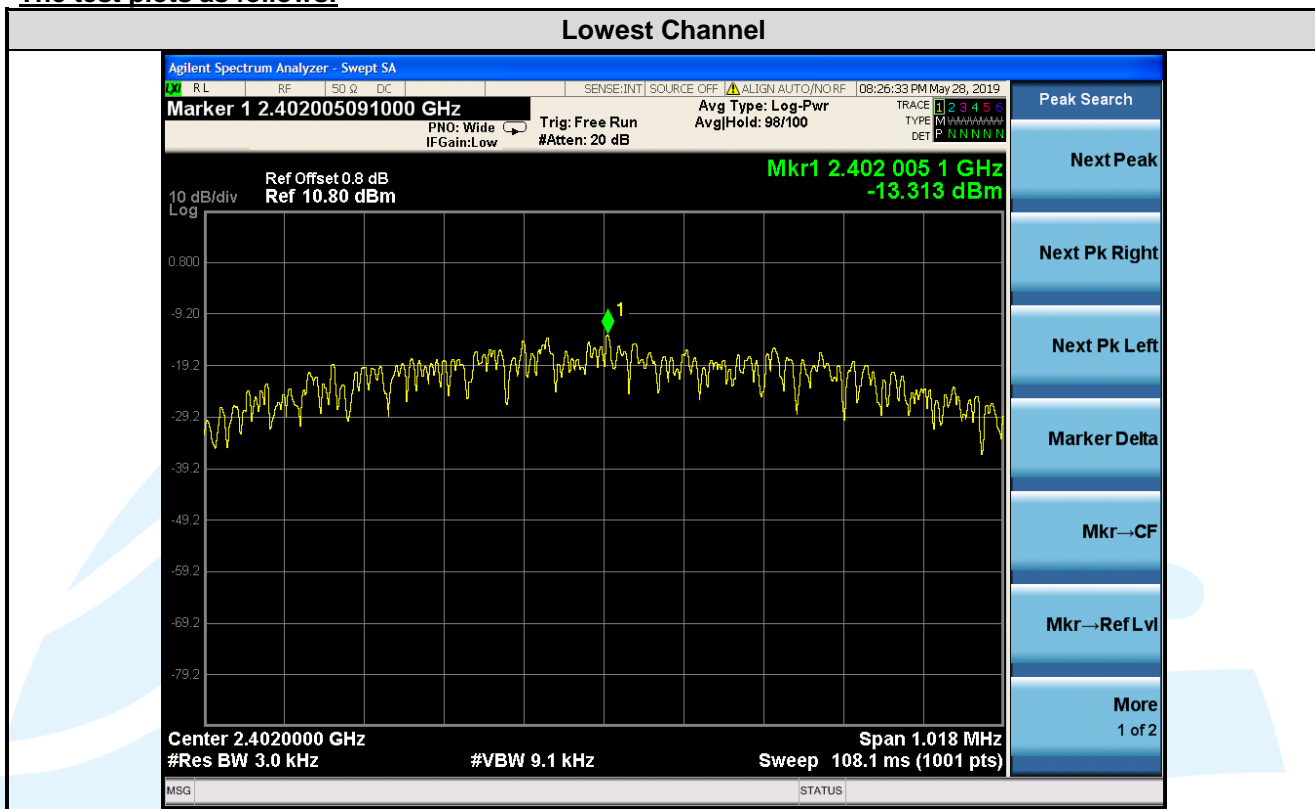 The test plots as follows:
Lowest Channel
Agilent Spectrum Analyzer - Swept SA
LXI RL RF 50 Ω DC SENSE:INT SOURCE OFF ALIGN AUTO/NO RF 08:26:33 PM May 28, 2019
Marker 1 2.402005091000 GHz
PNO: Wide
IFGain:Low
Trig: Free Run
#Atten: 20 dB
Avg Type: Log-Pwr
Avg|Hold: 98/100
TRACE 1 2 3 4 5 6
TYPE M WWWWW
DET P N N N N N
Mkr1 2.402 005 1 GHz
-13.313 dBm
Ref Offset 0.8 dB
10 dB/div Ref 10.80 dBm
Log
0.800
-9.20
-19.2
-29.2
-39.2
-49.2
-59.2
-69.2
-79.2
1
Center 2.4020000 GHz Span 1.018 MHz
#Res BW 3.0 kHz #VBW 9.1 kHz Sweep 108.1 ms (1001 pts)
MSG STATUS
Peak Search
Next Peak
Next Pk Right
Next Pk Left
Marker Delta
Mkr→CF
Mkr→Ref Lvl
More
1 of 2